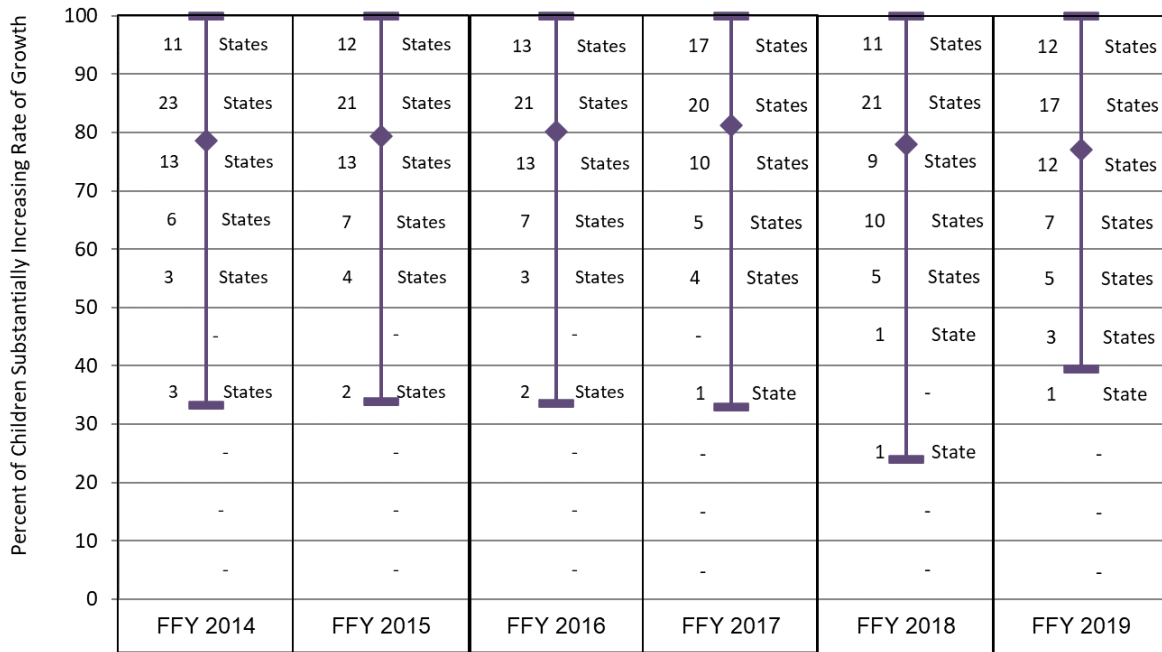 Percent of Children Substantially Increasing Rate of Growth
100
11 States 12 States 13 States 17 States 11 States 12 States
90
23 States 21 States 21 States 20 States 21 States 17 States
80
13 States 13 States 13 States 10 States 9 States 12 States
70
6 States 7 States 7 States 5 States 10 States 7 States
60
3 States 4 States 3 States 4 States 5 States 5 States
50
- - - - 1 State 3 States
40
3 States 2 States 2 States 1 State - 1 State
30
- - - - 1 State -
20
- - - - - -
10
- - - - - -
0
FFY 2014 FFY 2015 FFY 2016 FFY 2017 FFY 2018 FFY 2019